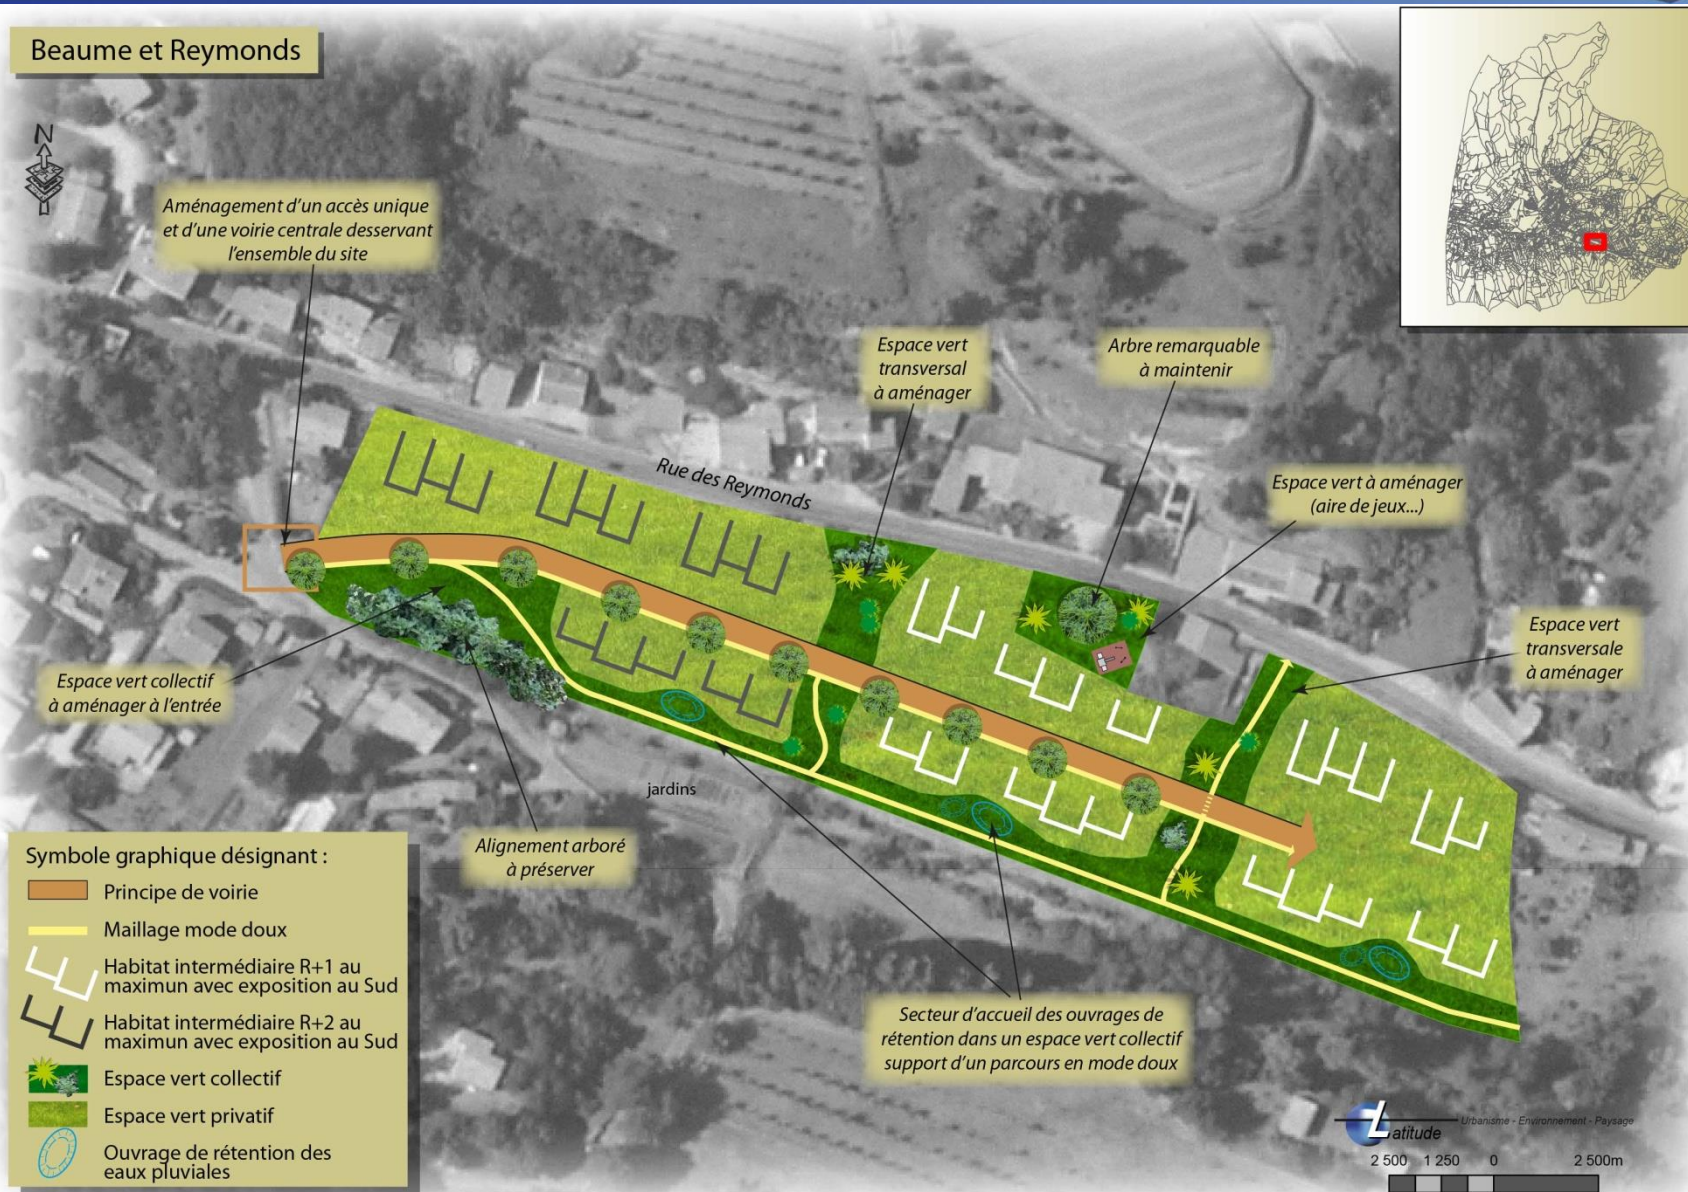 Beaume et Reymonds
N
Aménagement d'un accès unique
et d'une voirie centrale desservant
l'ensemble du site
Espace vert
transversal
à aménager
Arbre remarquable
à maintenir
Rue des Reymonds
Espace vert à aménager
(aire de jeux...)
Espace vert
transversale
à aménager
Espace vert collectif
à aménager à l'entrée
jardins
Alignement arboré
à préserver
Secteur d'accueil des ouvrages de
rétention dans un espace vert collectif
support d'un parcours en mode doux
Symbole graphique désignant :
Principe de voirie
Maillage mode doux
Habitat intermédiaire R+1 au
maximun avec exposition au Sud
Habitat intermédiaire R+2 au
maximun avec exposition au Sud
Espace vert collectif
Espace vert privatif
Ouvrage de rétention des
eaux pluviales
Latitude
Urbanisme - Environnement - Paysage
2 500 1 250 0 2 500m